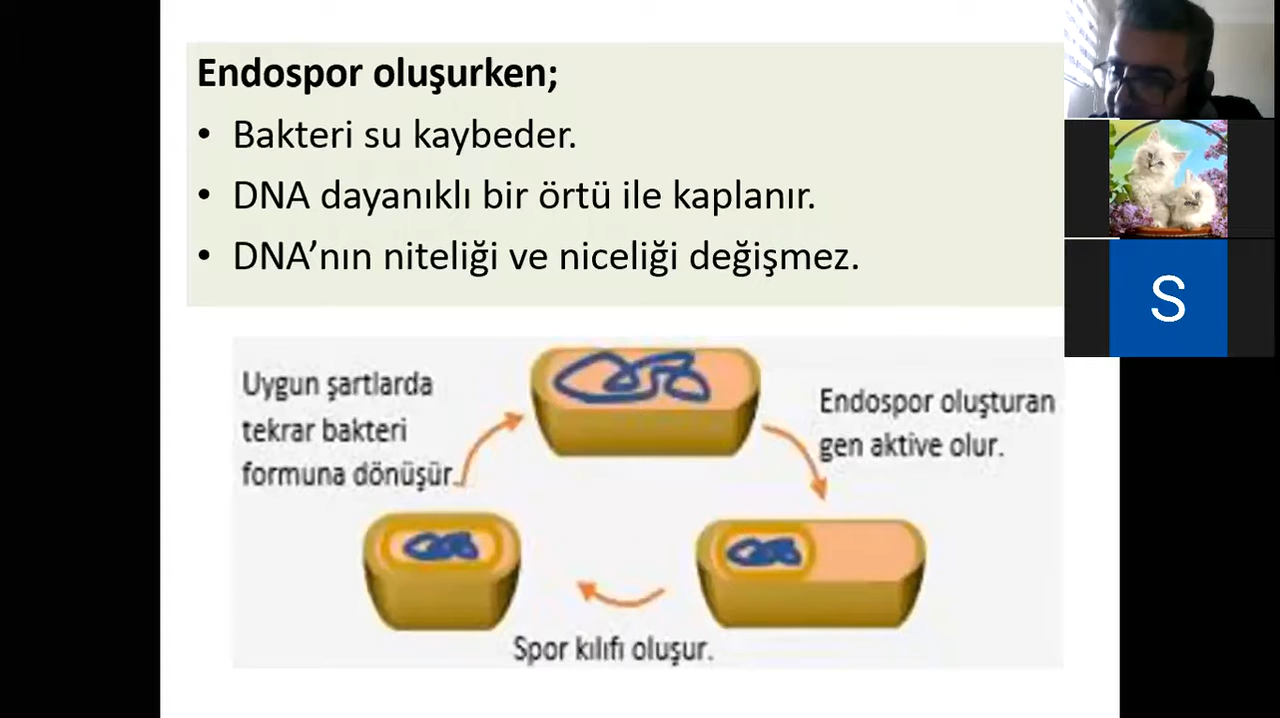 Endospor oluşurken;
• Bakteri su kaybeder.
• DNA dayanıklı bir örtü ile kaplanır.
• DNA’nın niteliği ve niceliği değişmez.
Uygun şartlarda
tekrar bakteri
formuna dönüşür.
Endospor oluşturan
gen aktive olur.
Spor kılıfı oluşur.
S